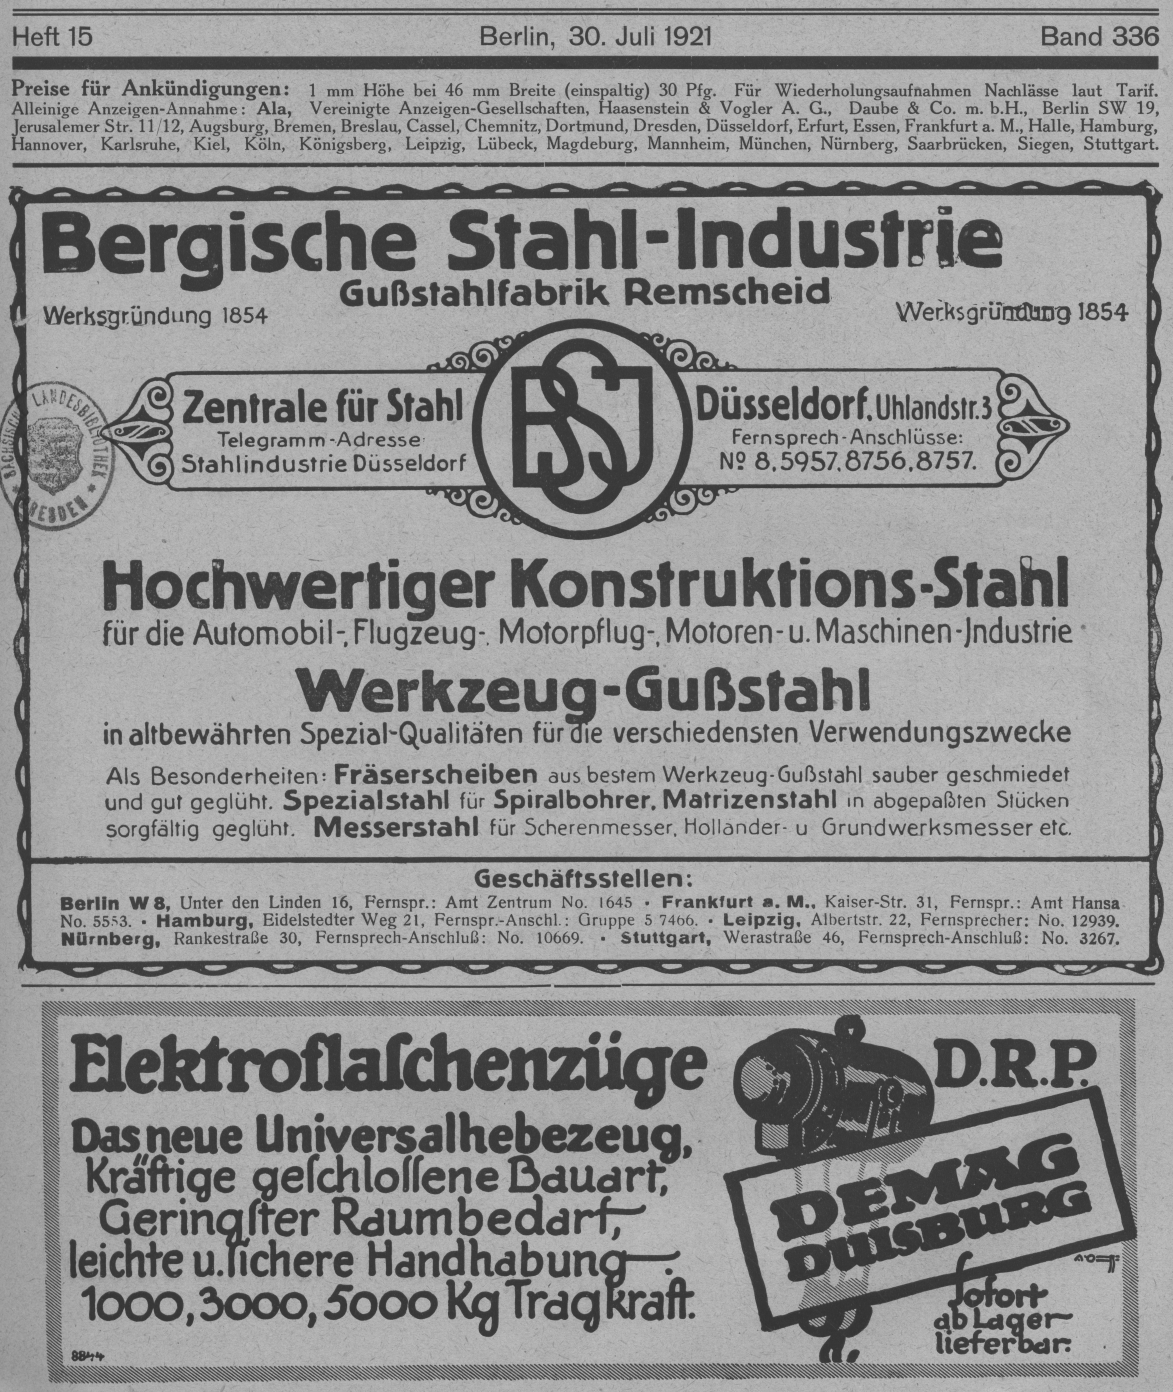 Heft 15 Berlin, 30. Juli 1921 Band 336
Preise für Ankündigungen: 1 mm Höhe bei 46 mm Breite (einspaltig) 30 Pfg. Für Wiederholungsaufnahmen Nachlässe laut Tarif.
Alleinige Anzeigen-Annahme: Ala, Vereinigte Anzeigen-Gesellschaften, Haasenstein & Vogler A. G., Daube & Co. m. b.H., Berlin SW 19,
Jerusalemer Str. 11/12, Augsburg, Bremen, Breslau, Cassel, Chemnitz, Dortmund, Dresden, Düsseldorf, Erfurt, Essen, Frankfurt a. M., Halle, Hamburg,
Hannover, Karlsruhe, Kiel, Köln, Königsberg, Leipzig, Lübeck, Magdeburg, Mannheim, München, Nürnberg, Saarbrücken, Siegen, Stuttgart.
Bergische Stahl-Industrie
Gußstahlfabrik Remscheid
Werksgründung 1854 Werksgründung 1854
Zentrale für Stahl
Telegramm-Adresse
Stahlindustrie Düsseldorf
BSJ
Düsseldorf, Uhlandstr. 3
Fernsprech-Anschlüsse:
Nº 8, 5957, 8756, 8757.
SÄCHSISCHE LANDESBIBLIOTHEK
* DRESDEN *
Hochwertiger Konstruktions-Stahl
für die Automobil-, Flugzeug-, Motorpflug-, Motoren- u. Maschinen-Jndustrie
Werkzeug-Gußstahl
in altbewährten Spezial-Qualitäten für die verschiedensten Verwendungszwecke
Als Besonderheiten: Fräserscheiben aus bestem Werkzeug-Gußstahl sauber geschmiedet
und gut geglüht. Spezialstahl für Spiralbohrer, Matrizenstahl in abgepaßten Stücken
sorgfältig geglüht. Messerstahl für Scherenmesser, Holländer- u Grundwerksmesser etc.
Geschäftsstellen:
Berlin W 8, Unter den Linden 16, Fernspr.: Amt Zentrum No. 1645 • Frankfurt a. M., Kaiser-Str. 31, Fernspr.: Amt Hansa
No. 5553. • Hamburg, Eidelstedter Weg 21, Fernspr.-Anschl.: Gruppe 5 7466. • Leipzig, Albertstr. 22, Fernsprecher: No. 12939.
Nürnberg, Rankestraße 30, Fernsprech-Anschluß: No. 10669. • Stuttgart, Werastraße 46, Fernsprech-Anschluß: No. 3267.
Elektroflaſchenzüge
Das neue Universalhebezeug,
Kräftige geſchloſſene Bauart,
Geringſter Raumbedarf,
leichte u. ſichere Handhabung.
1000, 3000, 5000 Kg Tragkraft.
8844
D.R.P.
DEMAG
DUISBURG
Sofort
ab Lager
lieferbar.